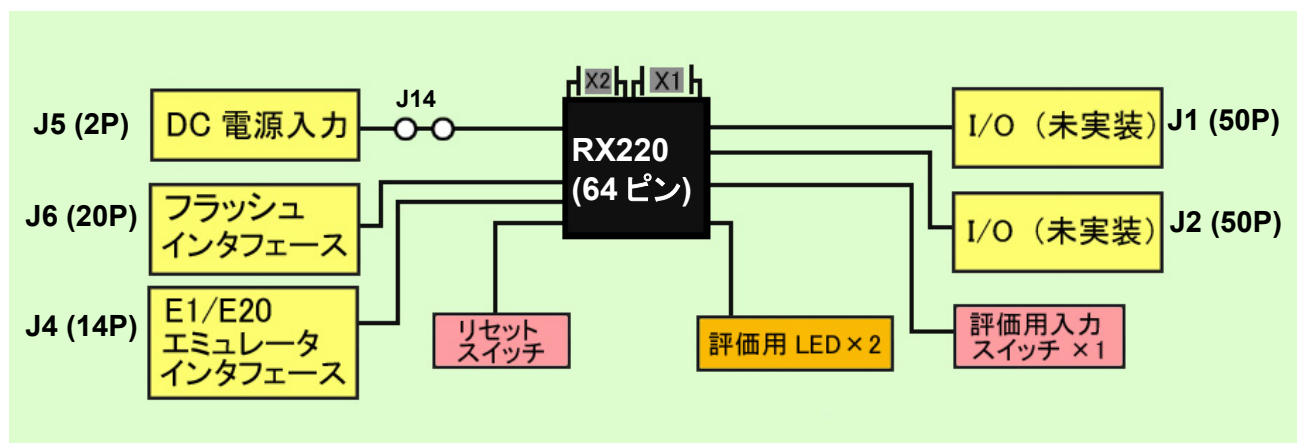 X2
X1
J14
J5 (2P)
DC 電源入力
RX220
(64 ピン)
I/O (未実装)
J1 (50P)
J6 (20P)
フラッシュ
インタフェース
I/O (未実装)
J2 (50P)
J4 (14P)
E1/E20
エミュレータ
インタフェース
リセット
スイッチ
評価用 LED×2
評価用入力
スイッチ ×1